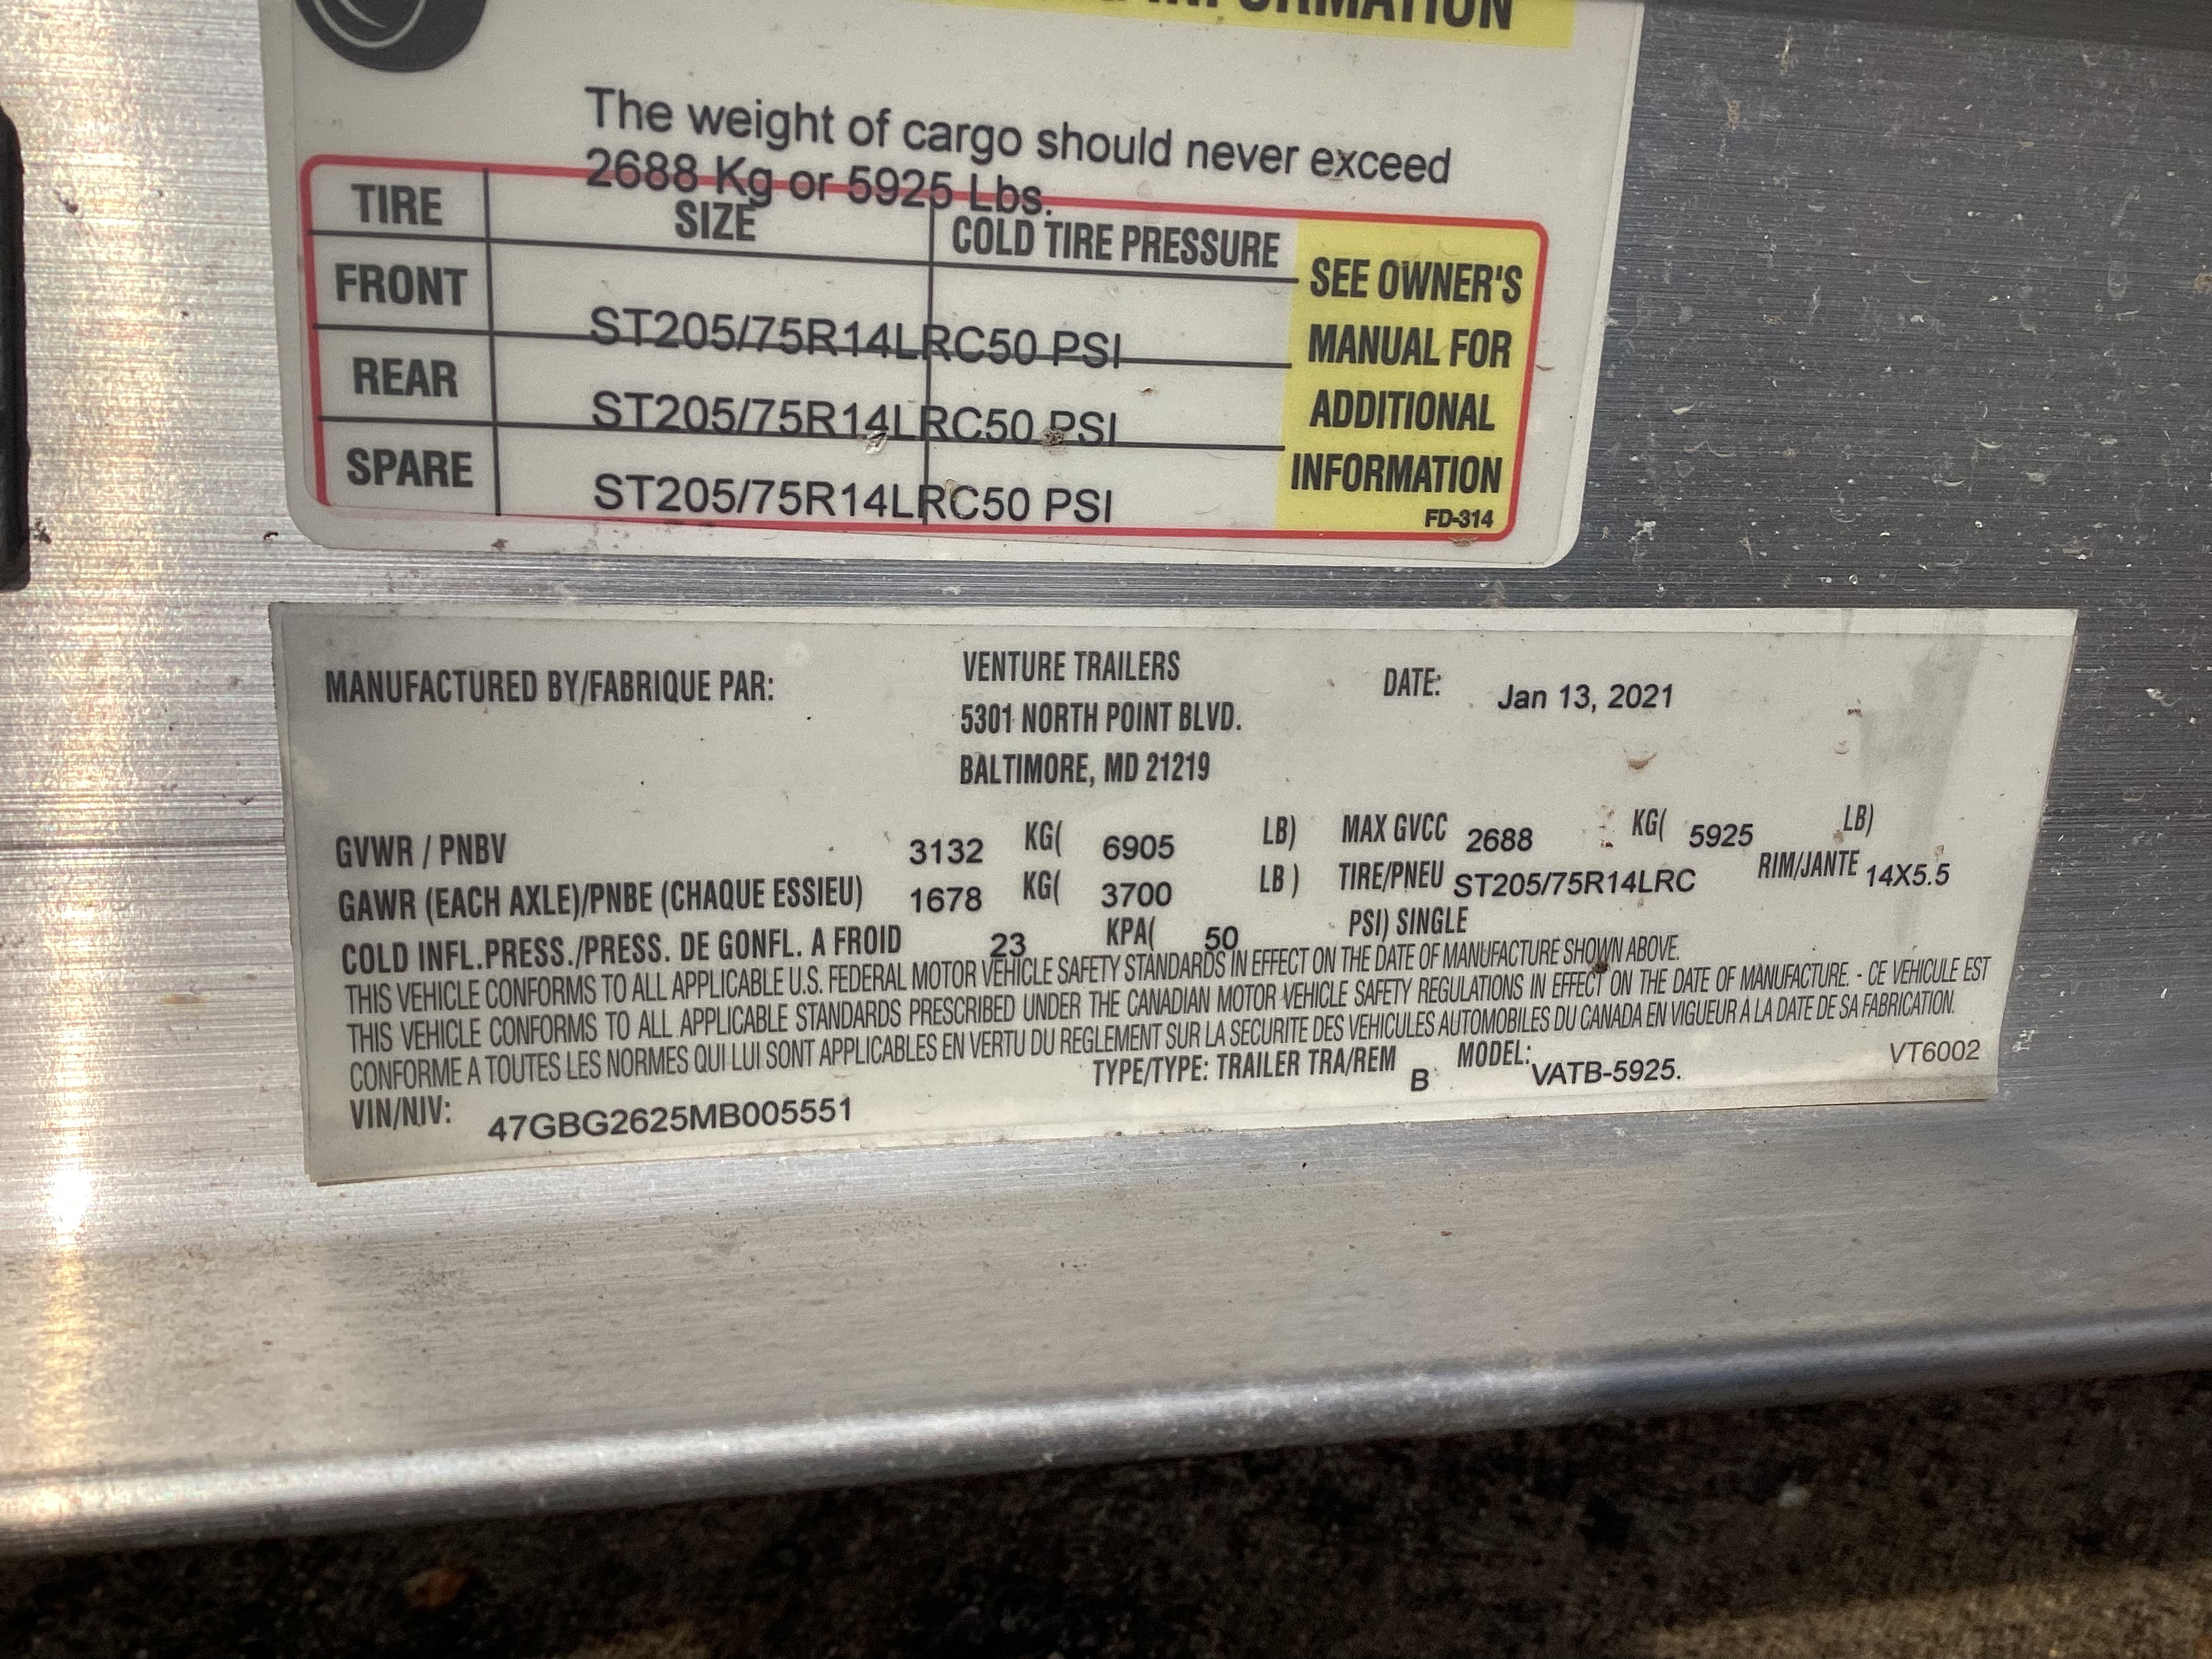 INFORMATION
The weight of cargo should never exceed
2688 Kg or 5925 Lbs.
TIRE SIZE COLD TIRE PRESSURE SEE OWNER'S MANUAL FOR ADDITIONAL INFORMATION
FRONT ST205/75R14LRC50 PSI
REAR ST205/75R14LRC50 PSI
SPARE ST205/75R14LRC50 PSI
FD-314
MANUFACTURED BY/FABRIQUE PAR: VENTURE TRAILERS DATE: Jan 13, 2021
5301 NORTH POINT BLVD.
BALTIMORE, MD 21219
GVWR / PNBV 3132 KG( 6905 LB) MAX GVCC 2688 KG( 5925 LB)
GAWR (EACH AXLE)/PNBE (CHAQUE ESSIEU) 1678 KG( 3700 LB ) TIRE/PNEU ST205/75R14LRC RIM/JANTE 14X5.5
COLD INFL.PRESS./PRESS. DE GONFL. A FROID 23 KPA( 50 PSI) SINGLE
THIS VEHICLE CONFORMS TO ALL APPLICABLE U.S. FEDERAL MOTOR VEHICLE SAFETY STANDARDS IN EFFECT ON THE DATE OF MANUFACTURE SHOWN ABOVE.
THIS VEHICLE CONFORMS TO ALL APPLICABLE STANDARDS PRESCRIBED UNDER THE CANADIAN MOTOR VEHICLE SAFETY REGULATIONS IN EFFECT ON THE DATE OF MANUFACTURE. - CE VEHICULE EST
CONFORME A TOUTES LES NORMES QUI LUI SONT APPLICABLES EN VERTU DU REGLEMENT SUR LA SECURITE DES VEHICULES AUTOMOBILES DU CANADA EN VIGUEUR A LA DATE DE SA FABRICATION.
VIN/NIV: 47GBG2625MB005551 TYPE/TYPE: TRAILER TRA/REM B MODEL: VATB-5925. VT6002